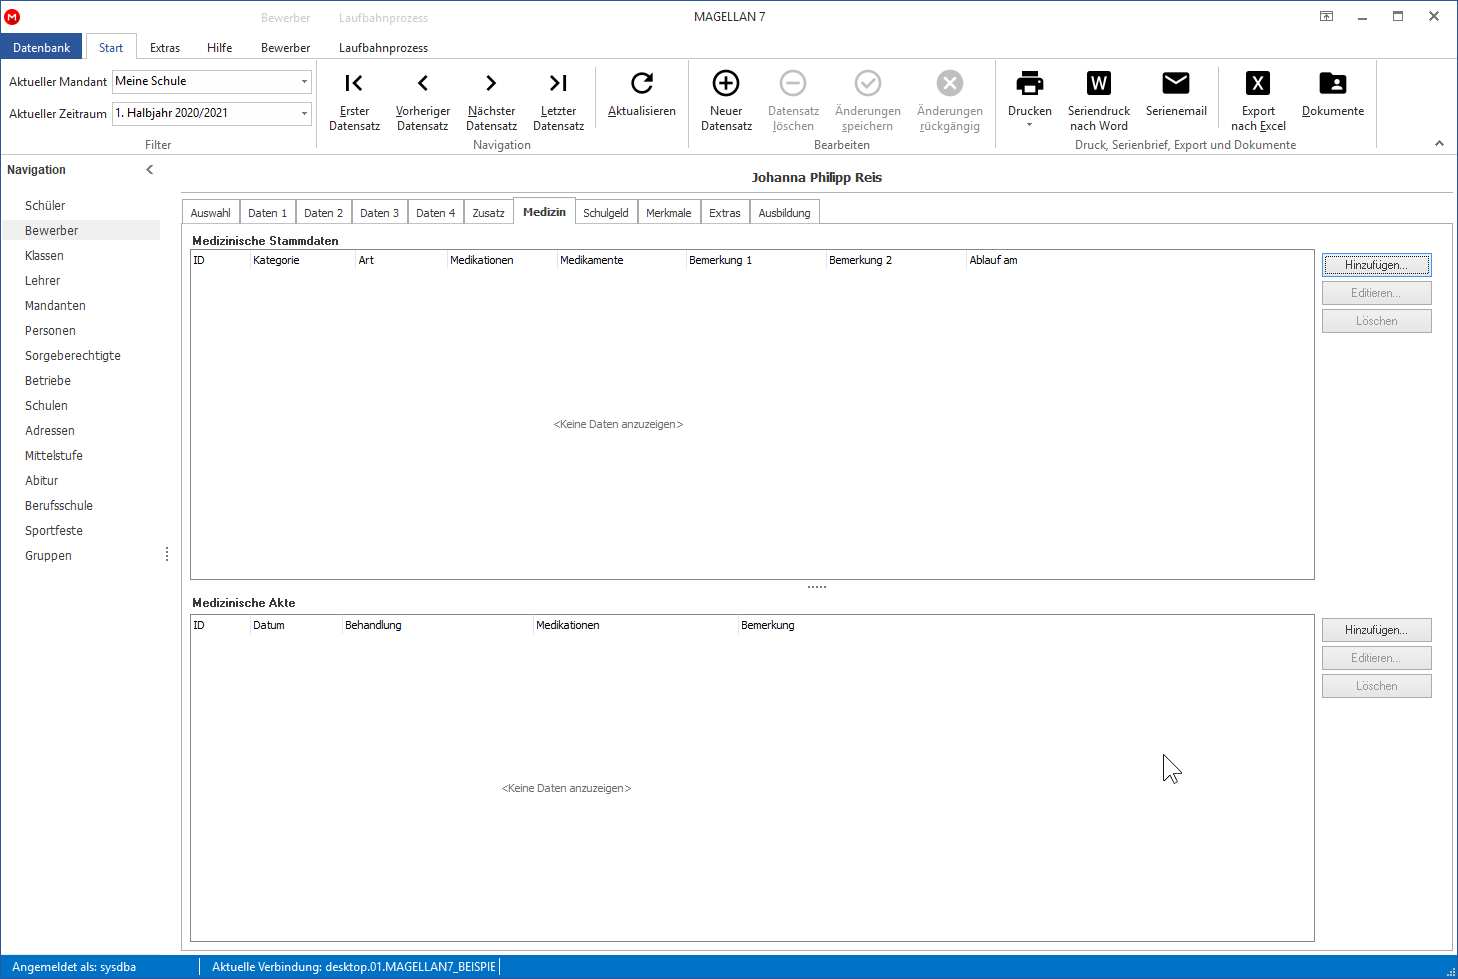 M
Bewerber Laufbahnprozess
MAGELLAN 7
Datenbank Start Extras Hilfe Bewerber Laufbahnprozess
Aktueller Mandant Meine Schule
Aktueller Zeitraum 1. Halbjahr 2020/2021
Filter
Erster Datensatz
Vorheriger Datensatz
Nächster Datensatz
Letzter Datensatz
Aktualisieren
Navigation
Neuer Datensatz
Datensatz löschen
Änderungen speichern
Änderungen rückgängig
Bearbeiten
Drucken
W
Seriendruck nach Word
Serienemail
X
Export nach Excel
Dokumente
Druck, Serienbrief, Export und Dokumente
Navigation
Schüler
Bewerber
Klassen
Lehrer
Mandanten
Personen
Sorgeberechtigte
Betriebe
Schulen
Adressen
Mittelstufe
Abitur
Berufsschule
Sportfeste
Gruppen
Johanna Philipp Reis
Auswahl Daten 1 Daten 2 Daten 3 Daten 4 Zusatz Medizin Schulgeld Merkmale Extras Ausbildung
Medizinische Stammdaten
ID Kategorie Art Medikationen Medikamente Bemerkung 1 Bemerkung 2 Ablauf am
<Keine Daten anzuzeigen>
Hinzufügen...
Editieren...
Löschen
Medizinische Akte
ID Datum Behandlung Medikationen Bemerkung
<Keine Daten anzuzeigen>
Hinzufügen...
Editieren...
Löschen
Angemeldet als: sysdba Aktuelle Verbindung: desktop.01.MAGELLAN7_BEISPIE